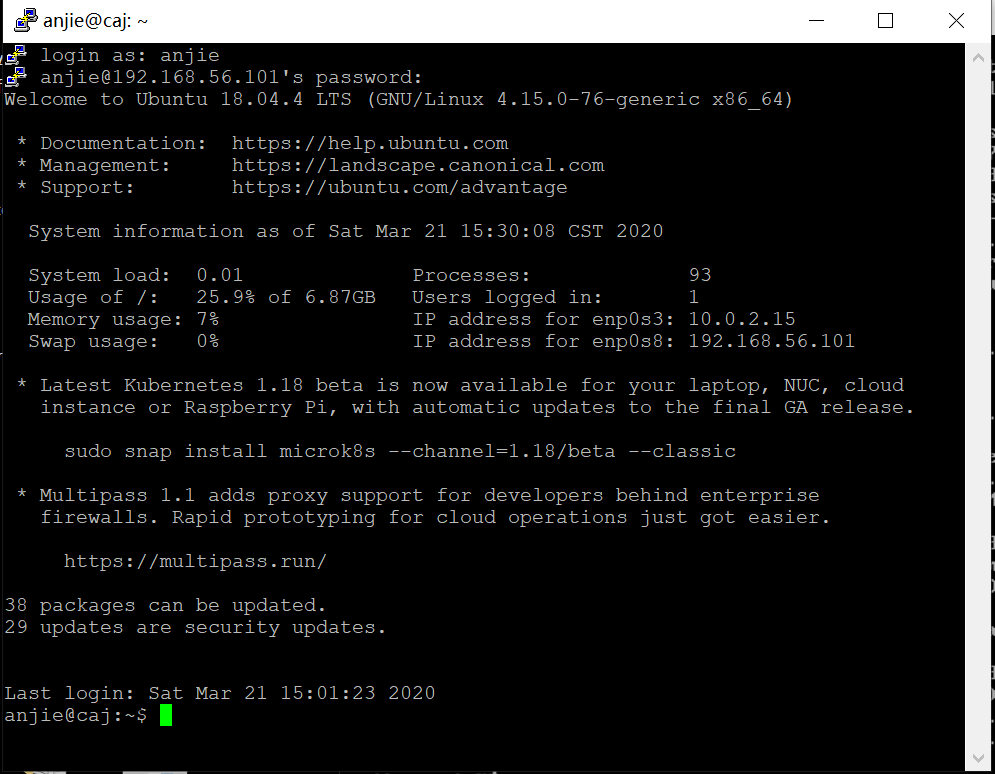 anjie@caj: ~
login as: anjie
anjie@192.168.56.101's password:
Welcome to Ubuntu 18.04.4 LTS (GNU/Linux 4.15.0-76-generic x86_64)
* Documentation:  https://help.ubuntu.com
* Management:     https://landscape.canonical.com
* Support:        https://ubuntu.com/advantage
System information as of Sat Mar 21 15:30:08 CST 2020
System load:  0.01              Processes:             93
Usage of /:   25.9% of 6.87GB   Users logged in:       1
Memory usage: 7%                IP address for enp0s3: 10.0.2.15
Swap usage:   0%                IP address for enp0s8: 192.168.56.101
* Latest Kubernetes 1.18 beta is now available for your laptop, NUC, cloud
instance or Raspberry Pi, with automatic updates to the final GA release.
sudo snap install microk8s --channel=1.18/beta --classic
* Multipass 1.1 adds proxy support for developers behind enterprise
firewalls. Rapid prototyping for cloud operations just got easier.
https://multipass.run/
38 packages can be updated.
29 updates are security updates.
Last login: Sat Mar 21 15:01:23 2020
anjie@caj:~$